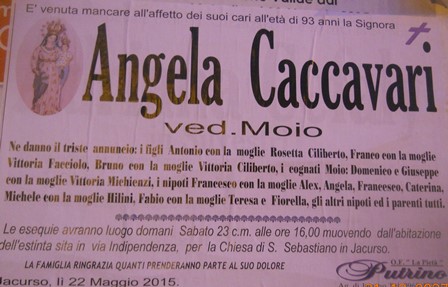 E' venuta mancare all'affetto dei suoi cari all'età di 93 anni la Signora
Angela Caccavari
ved.Moio
Ne danno il triste annuncio: i figli Antonio con la moglie Rosetta Ciliberto, Franco con la moglie
Vittoria Facciolo, Bruno con la moglie Vittoria Ciliberto, i cognati Moio: Domenico e Giuseppe
con la moglie Vittoria Michienzi, i nipoti Francesco con la moglie Alex, Angela, Francesco, Caterina,
Michele con la moglie Hilini, Fabio con la moglie Teresa e Fiorella, gli altri nipoti ed i parenti tutti.
Le esequie avranno luogo domani Sabato 23 c.m. alle ore 16,00 muovendo dall'abitazione
dell'estinta sita in via Indipendenza, per la Chiesa di S. Sebastiano in Jacurso.
LA FAMIGLIA RINGRAZIA QUANTI PRENDERANNO PARTE AL SUO DOLORE
O.F. "La Pietà"
Putrino
Jacurso, li 22 Maggio 2015.